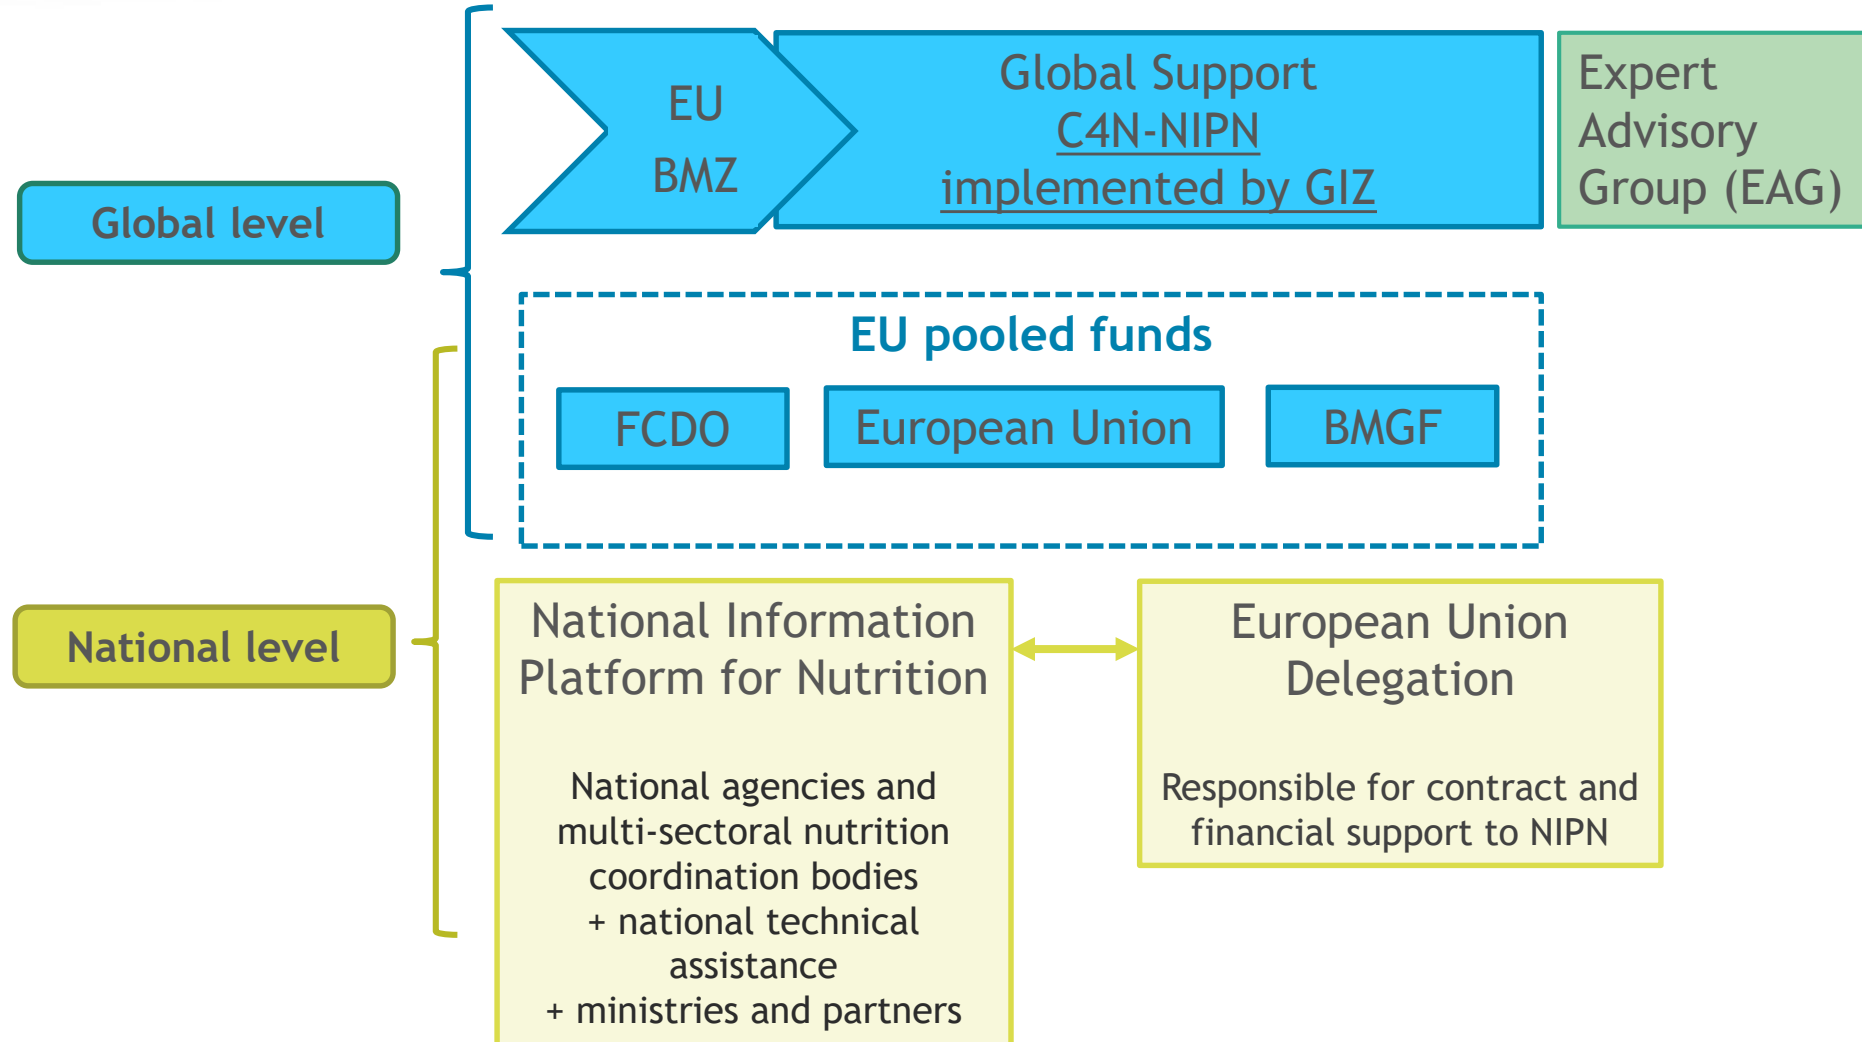 Global level
EU
BMZ
Global Support
C4N-NIPN
implemented by GIZ
Expert
Advisory
Group (EAG)
EU pooled funds
FCDO
European Union
BMGF
National level
National Information
Platform for Nutrition
National agencies and
multi-sectoral nutrition
coordination bodies
+ national technical
assistance
+ ministries and partners
European Union
Delegation
Responsible for contract and
financial support to NIPN